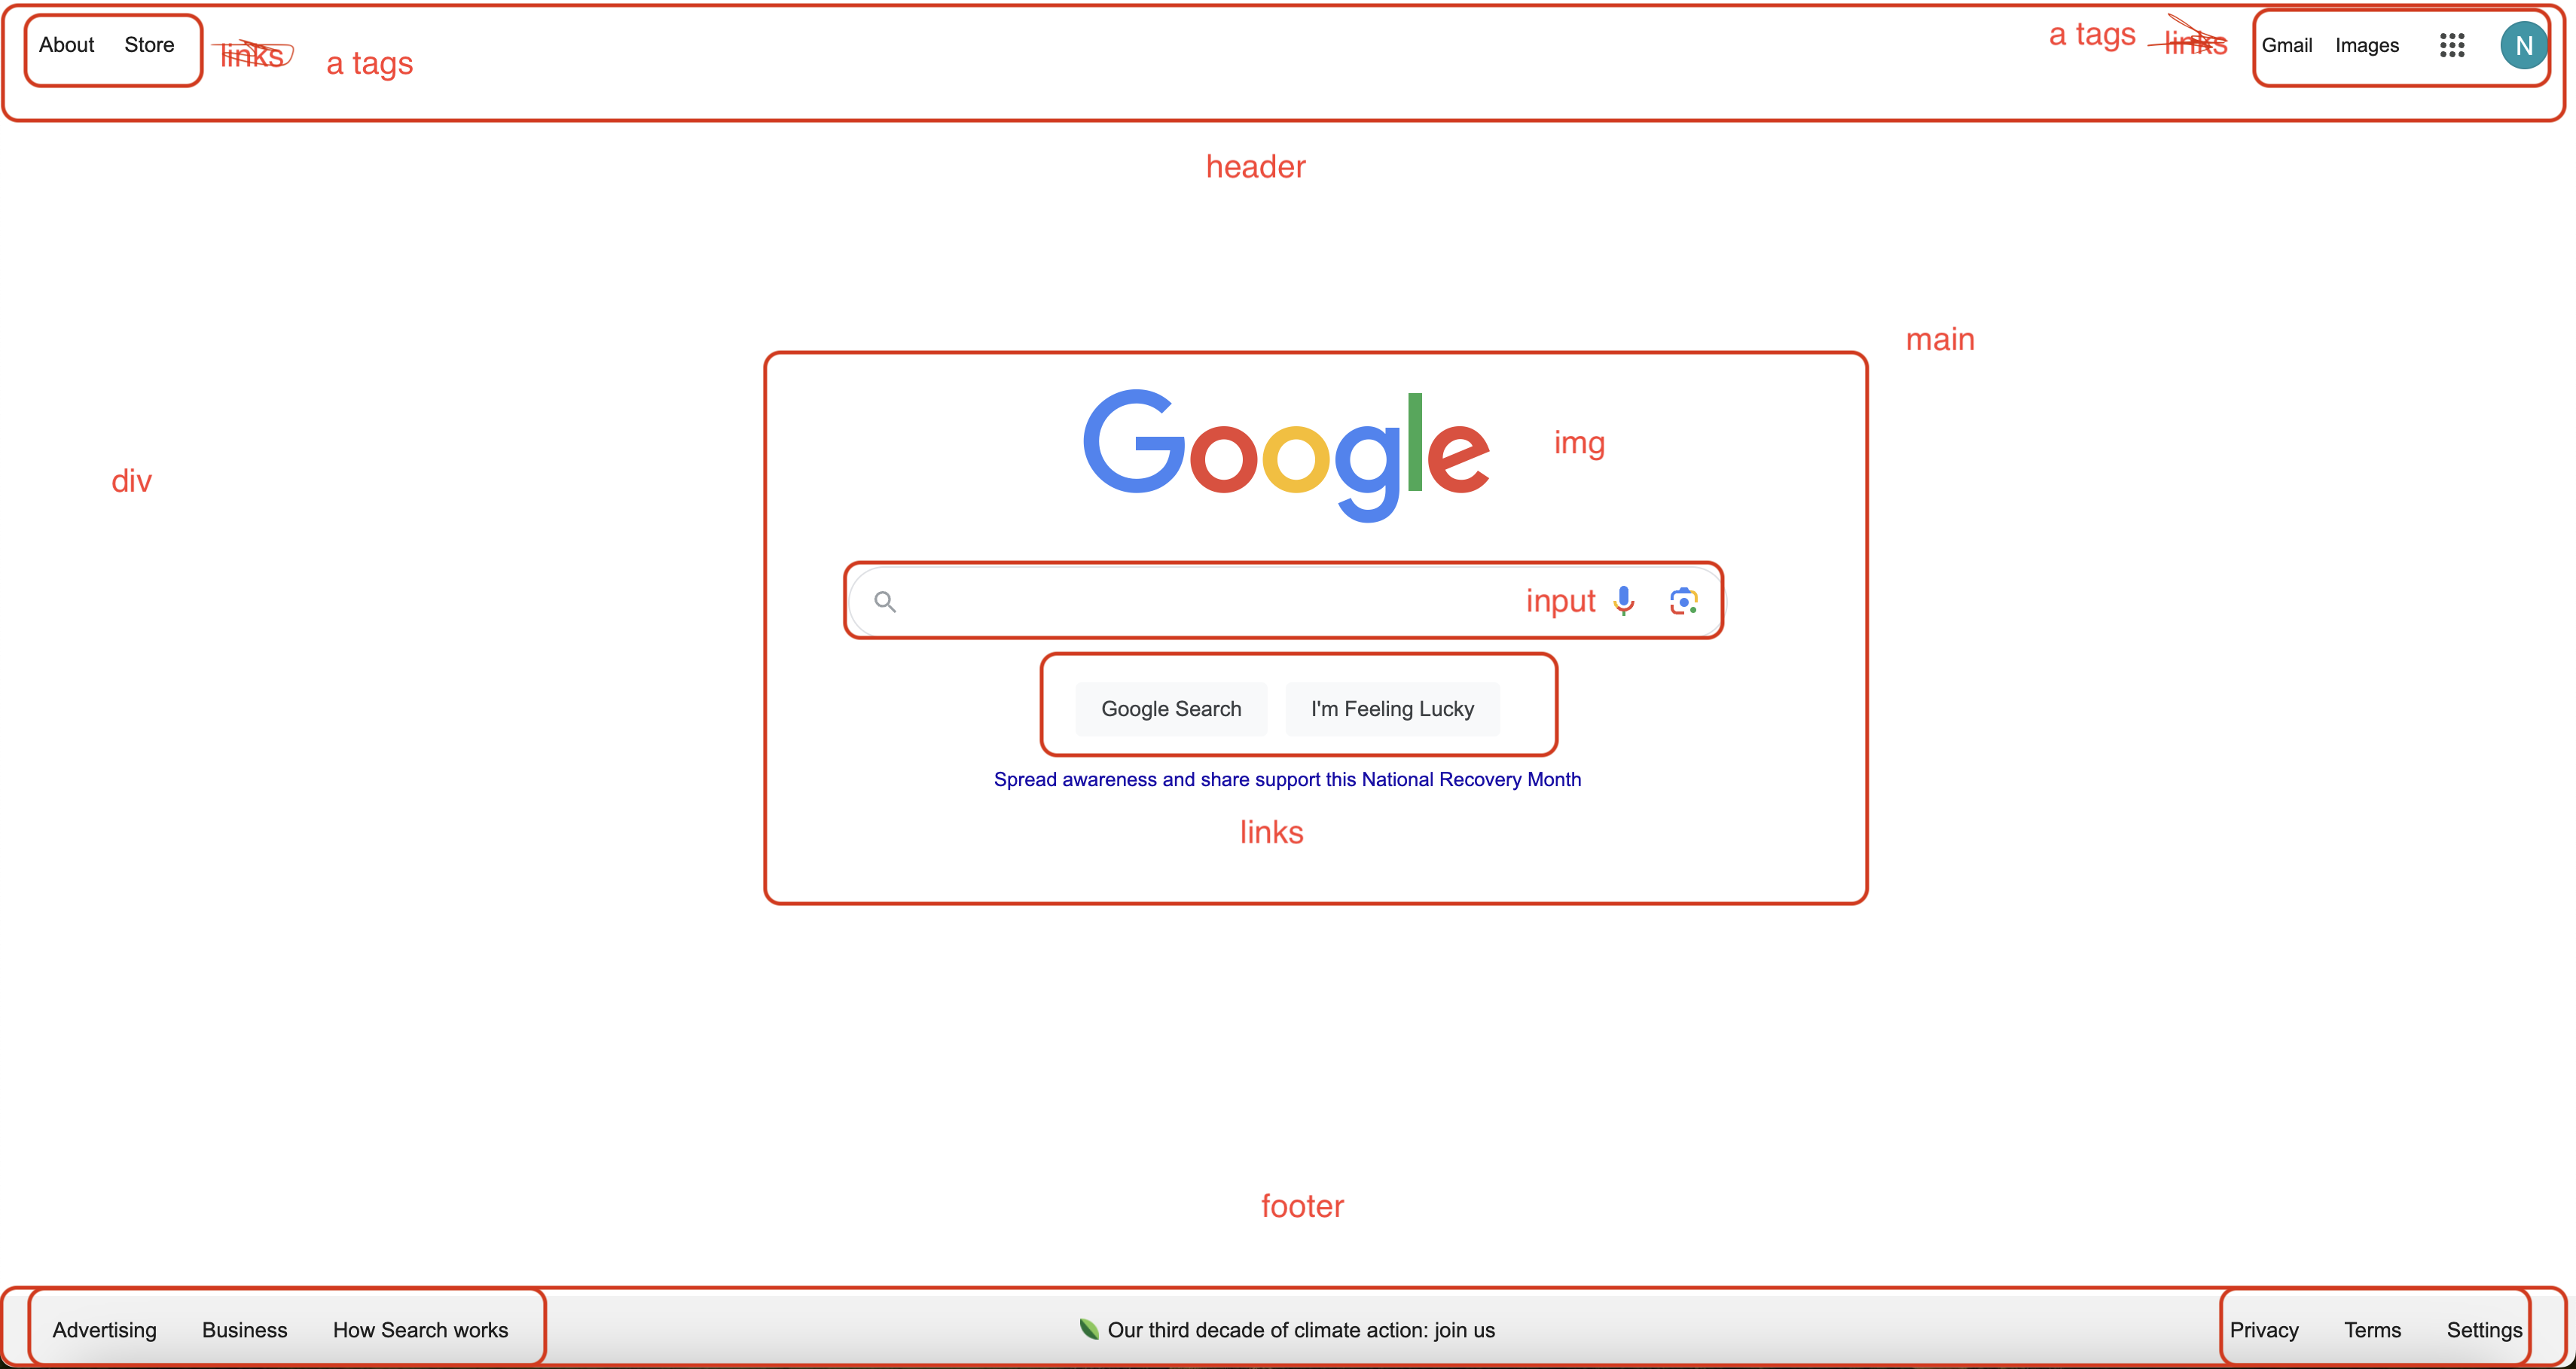 About Store links a tags a tags links Gmail Images N
header
main
Google img
div
input
Google Search I'm Feeling Lucky
Spread awareness and share support this National Recovery Month
links
footer
Advertising Business How Search works Our third decade of climate action: join us Privacy Terms Settings